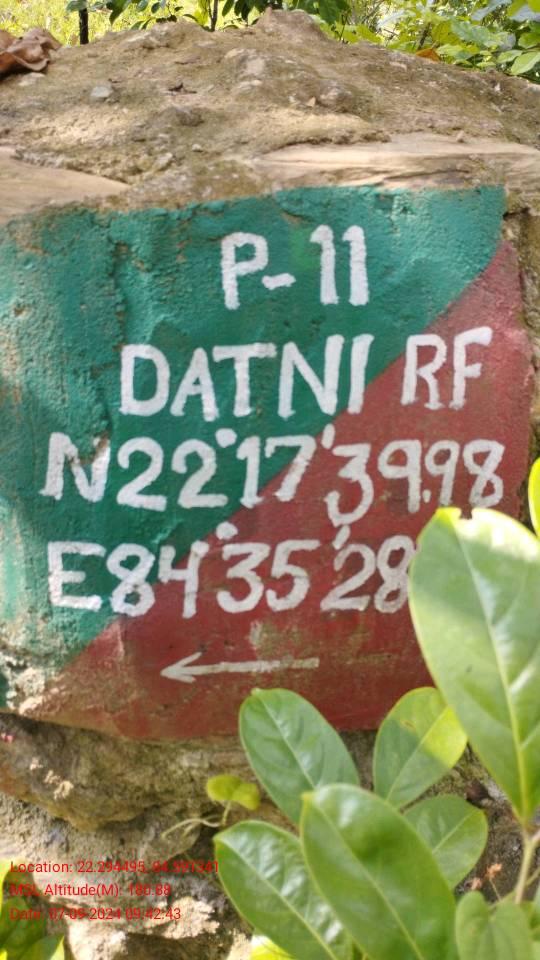 P-11
DATNI RF
N22°17'39.98
E84°35'28
Location: 22.294495, 84.591341
MSL Altitude(M): 180.88
Date: 07-09-2024 09:42:43